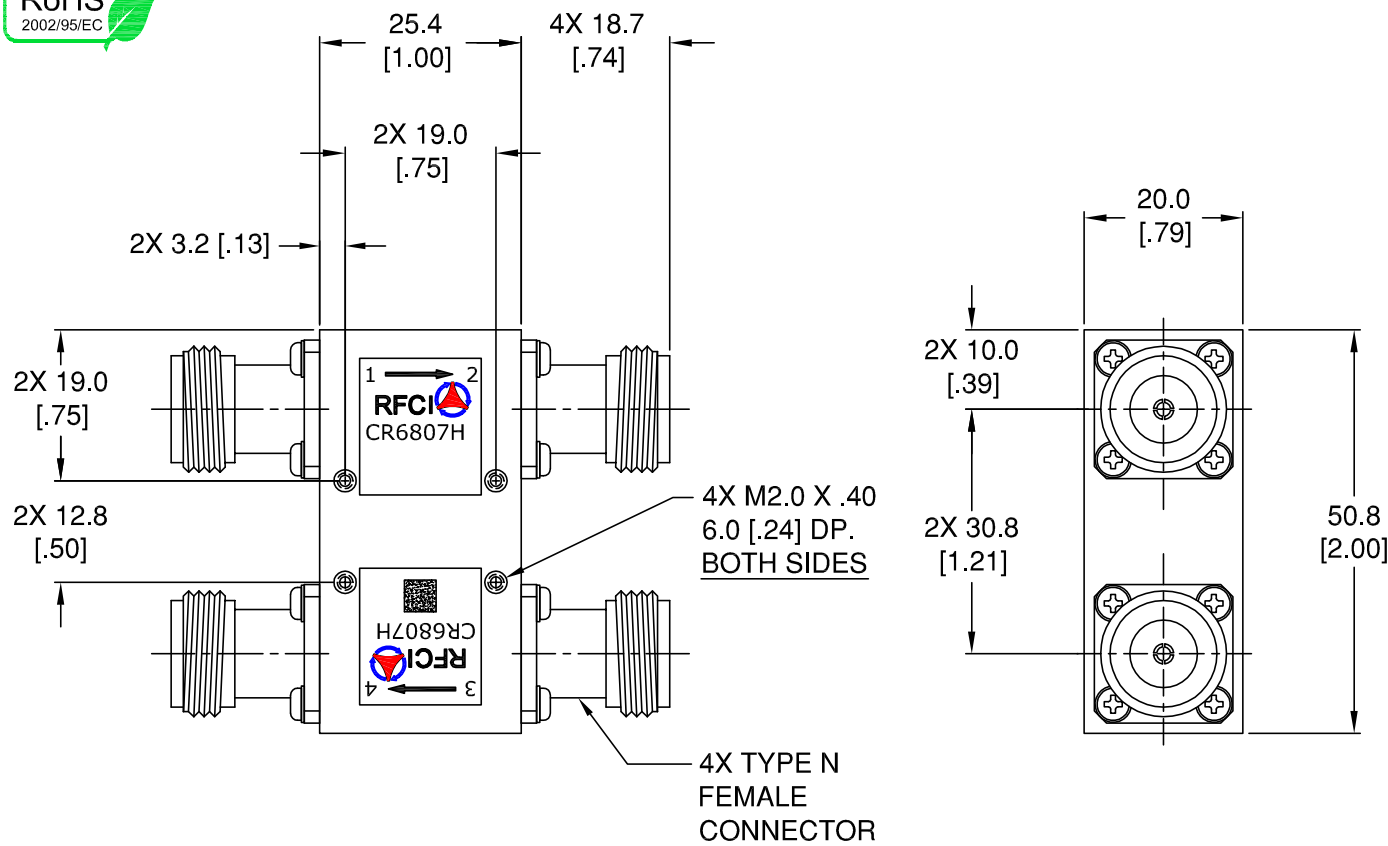 RoHS
2002/95/EC
25.4
[1.00]
4X 18.7
[.74]
2X 19.0
[.75]
2X 3.2 [.13]
20.0
[.79]
2X 19.0
[.75]
2X 12.8
[.50]
1 2
RFCI
CR6807H
4X M2.0 X .40
6.0 [.24] DP.
BOTH SIDES
CR6807H
RFCI
3 4
4X TYPE N
FEMALE
CONNECTOR
2X 10.0
[.39]
2X 30.8
[1.21]
50.8
[2.00]